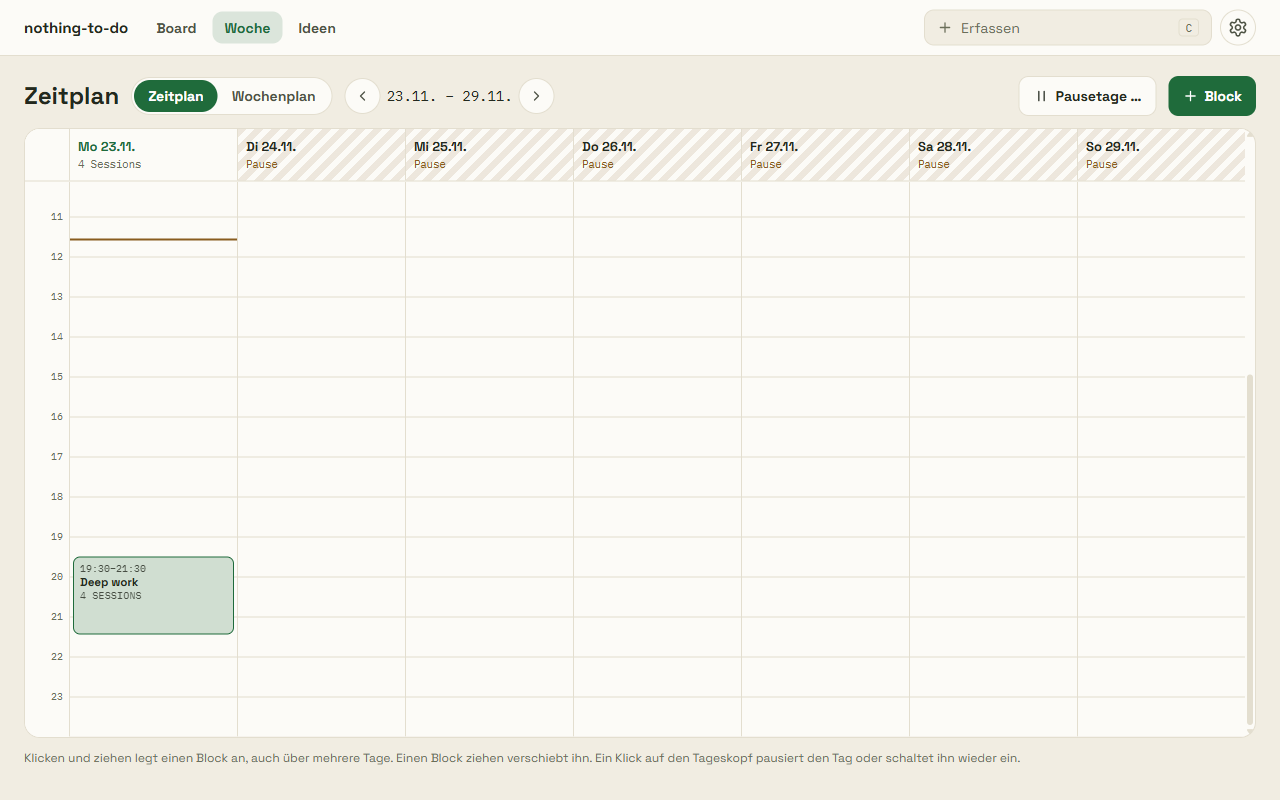 nothing-to-do Board Woche Ideen + Erfassen C
Zeitplan Zeitplan Wochenplan 23.11. – 29.11. Pausetage … + Block
Mo 23.11. Di 24.11. Mi 25.11. Do 26.11. Fr 27.11. Sa 28.11. So 29.11.
4 Sessions Pause Pause Pause Pause Pause Pause
11
12
13
14
15
16
17
18
19
19:30–21:30
20 Deep work
4 SESSIONS
21
22
23
Klicken und ziehen legt einen Block an, auch über mehrere Tage. Einen Block ziehen verschiebt ihn. Ein Klick auf den Tageskopf pausiert den Tag oder schaltet ihn wieder ein.